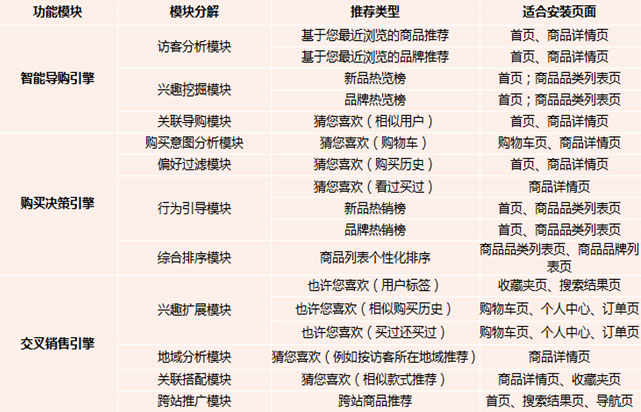 功能模块 模块分解 推荐类型 适合安装页面
智能导购引擎 访客分析模块 基于您最近浏览的商品推荐 首页、商品详情页
基于您最近浏览的品牌推荐 首页、商品详情页
兴趣挖掘模块 新品热览榜 首页；商品品类列表页
品牌热览榜 首页；商品品类列表页
关联导购模块 猜您喜欢（相似用户） 首页、商品详情页
购买决策引擎 购买意图分析模块 猜您喜欢（购物车） 购物车页、商品详情页
偏好过滤模块 猜您喜欢（购买历史） 首页、商品详情页
行为引导模块 猜您喜欢（看过买过） 商品详情页
新品热销榜 首页、商品品类列表页
品牌热销榜 首页、商品品类列表页
综合排序模块 商品列表个性化排序 商品品类列表页、商品品牌列
表页
交叉销售引擎 兴趣扩展模块 也许您喜欢（用户标签） 收藏夹页、搜索结果页
也许您喜欢（相似购买历史） 购物车页、个人中心、订单页
也许您喜欢（买过还买过） 购物车页、个人中心、订单页
地域分析模块 猜您喜欢（例如按访客所在地域推荐） 商品详情页
关联搭配模块 猜您喜欢（相似款式推荐） 商品详情页、收藏夹页
跨站推广模块 跨站商品推荐 首页、搜索结果页、导航页